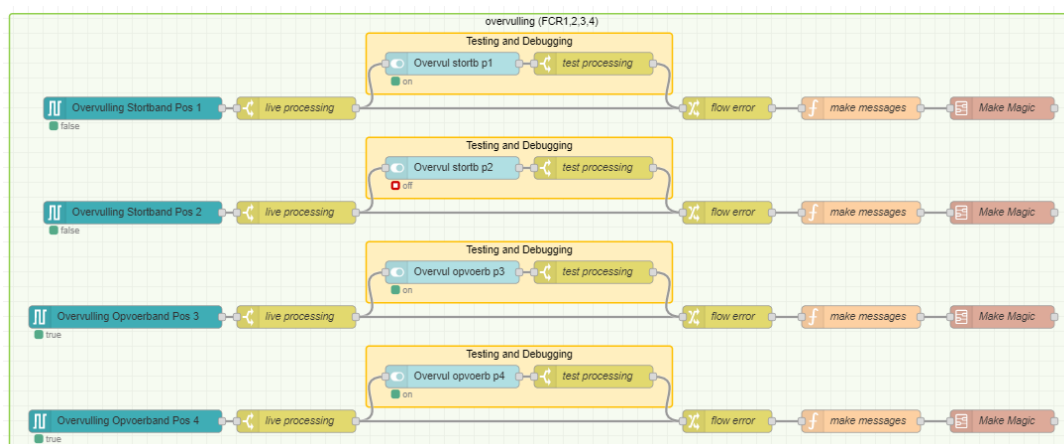 overvulling (FCR1,2,3,4)
Testing and Debugging
Overvul stortb p1 test processing
on
Overvulling Stortband Pos 1 live processing flow error make messages Make Magic
false
Testing and Debugging
Overvul stortb p2 test processing
off
Overvulling Stortband Pos 2 live processing flow error make messages Make Magic
false
Testing and Debugging
Overvul opvoerb p3 test processing
on
Overvulling Opvoerband Pos 3 live processing flow error make messages Make Magic
true
Testing and Debugging
Overvul opvoerb p4 test processing
on
Overvulling Opvoerband Pos 4 live processing flow error make messages Make Magic
true